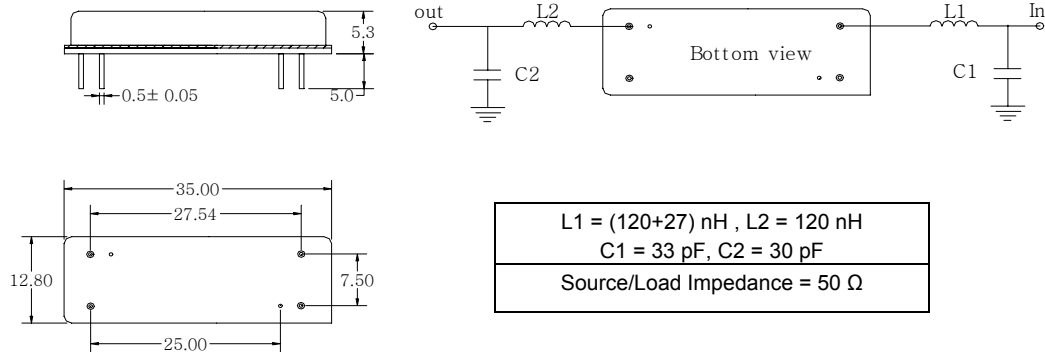 5.3
0.5± 0.05
5.0
out
L2
L1
In
Bottom view
C2
C1
35.00
27.54
12.80
7.50
25.00
L1 = (120+27) nH , L2 = 120 nH
C1 = 33 pF, C2 = 30 pF
Source/Load Impedance = 50 Ω